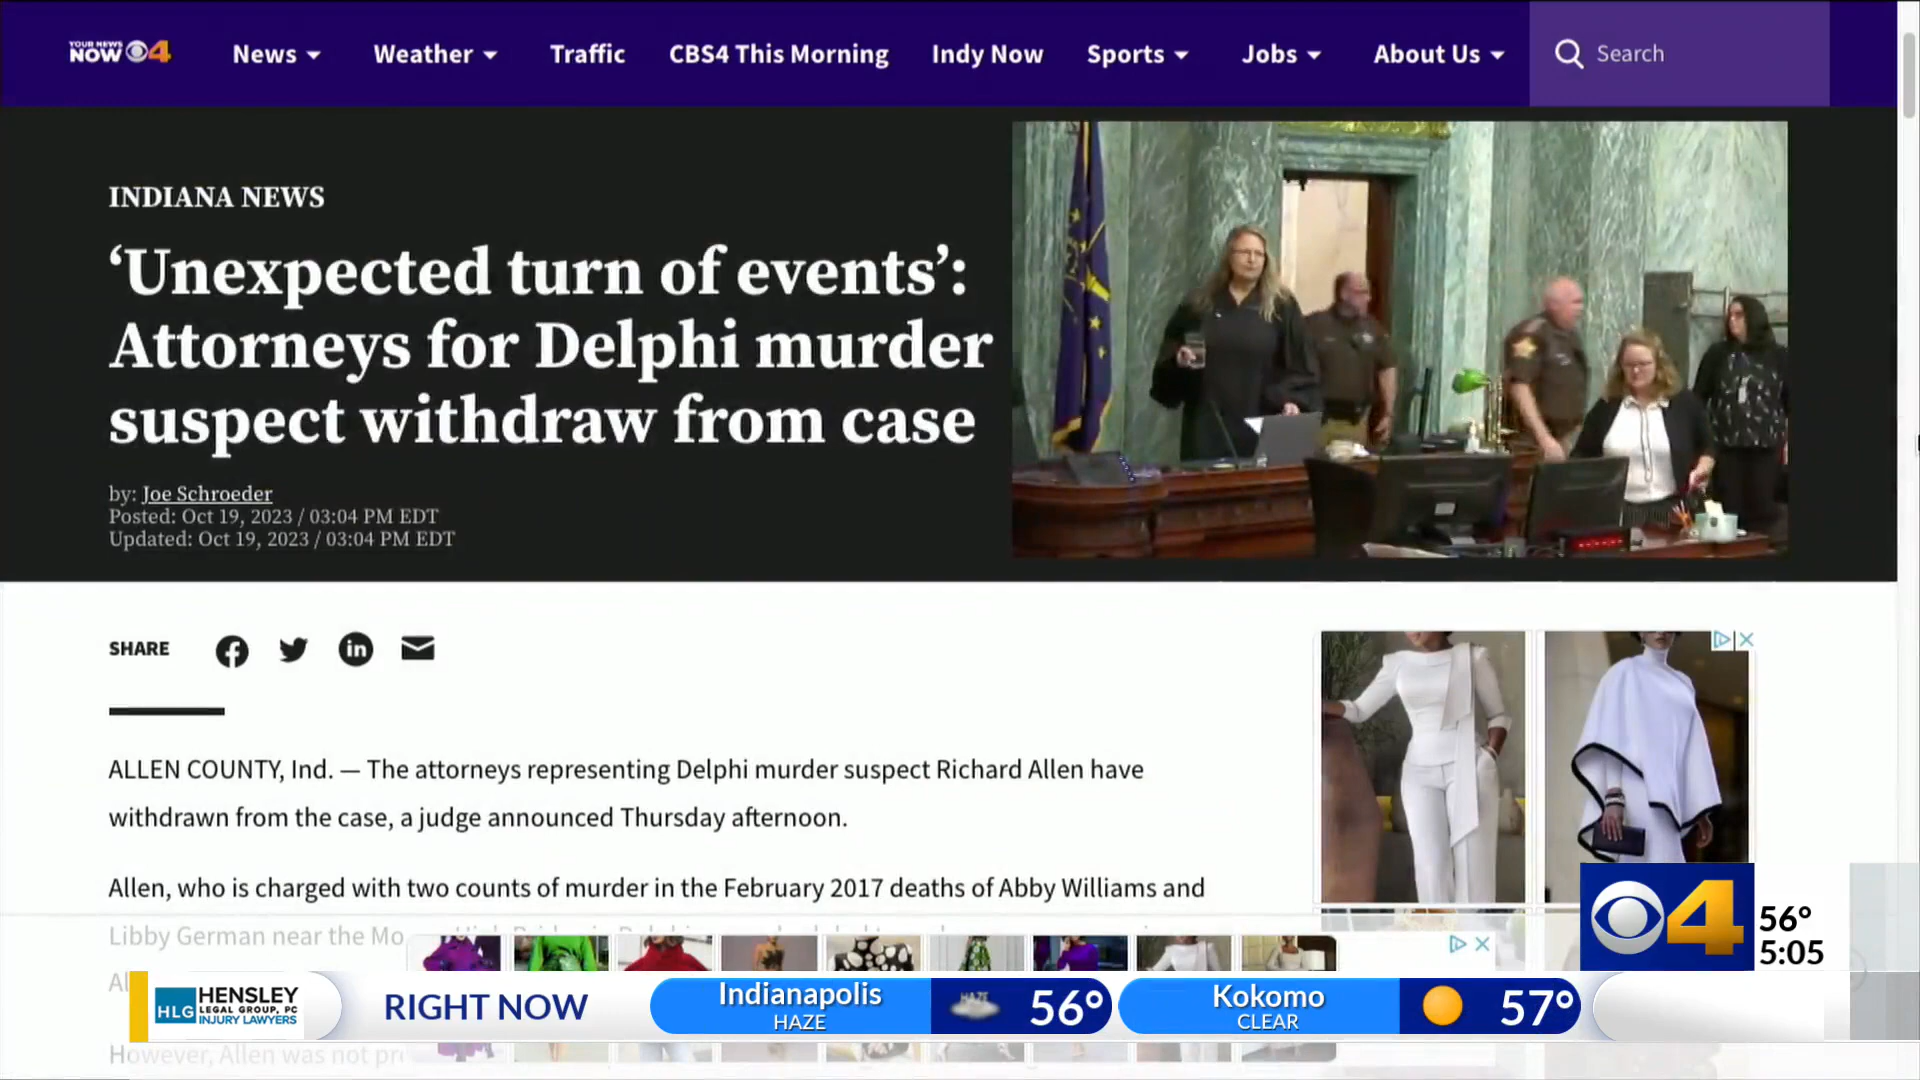 YOUR NEWS
NOW 4
News
Weather
Traffic
CBS4 This Morning
Indy Now
Sports
Jobs
About Us
Search
INDIANA NEWS
‘Unexpected turn of events’:
Attorneys for Delphi murder
suspect withdraw from case
by: Joe Schroeder
Posted: Oct 19, 2023 / 03:04 PM EDT
Updated: Oct 19, 2023 / 03:04 PM EDT
SHARE
ALLEN COUNTY, Ind. — The attorneys representing Delphi murder suspect Richard Allen have
withdrawn from the case, a judge announced Thursday afternoon.
Allen, who is charged with two counts of murder in the February 2017 deaths of Abby Williams and
Libby German near the
However, Allen was not
4
56°
5:05
HLG HENSLEY
LEGAL GROUP, PC
INJURY LAWYERS
RIGHT NOW
Indianapolis
HAZE
HAZE
56°
Kokomo
CLEAR
57°